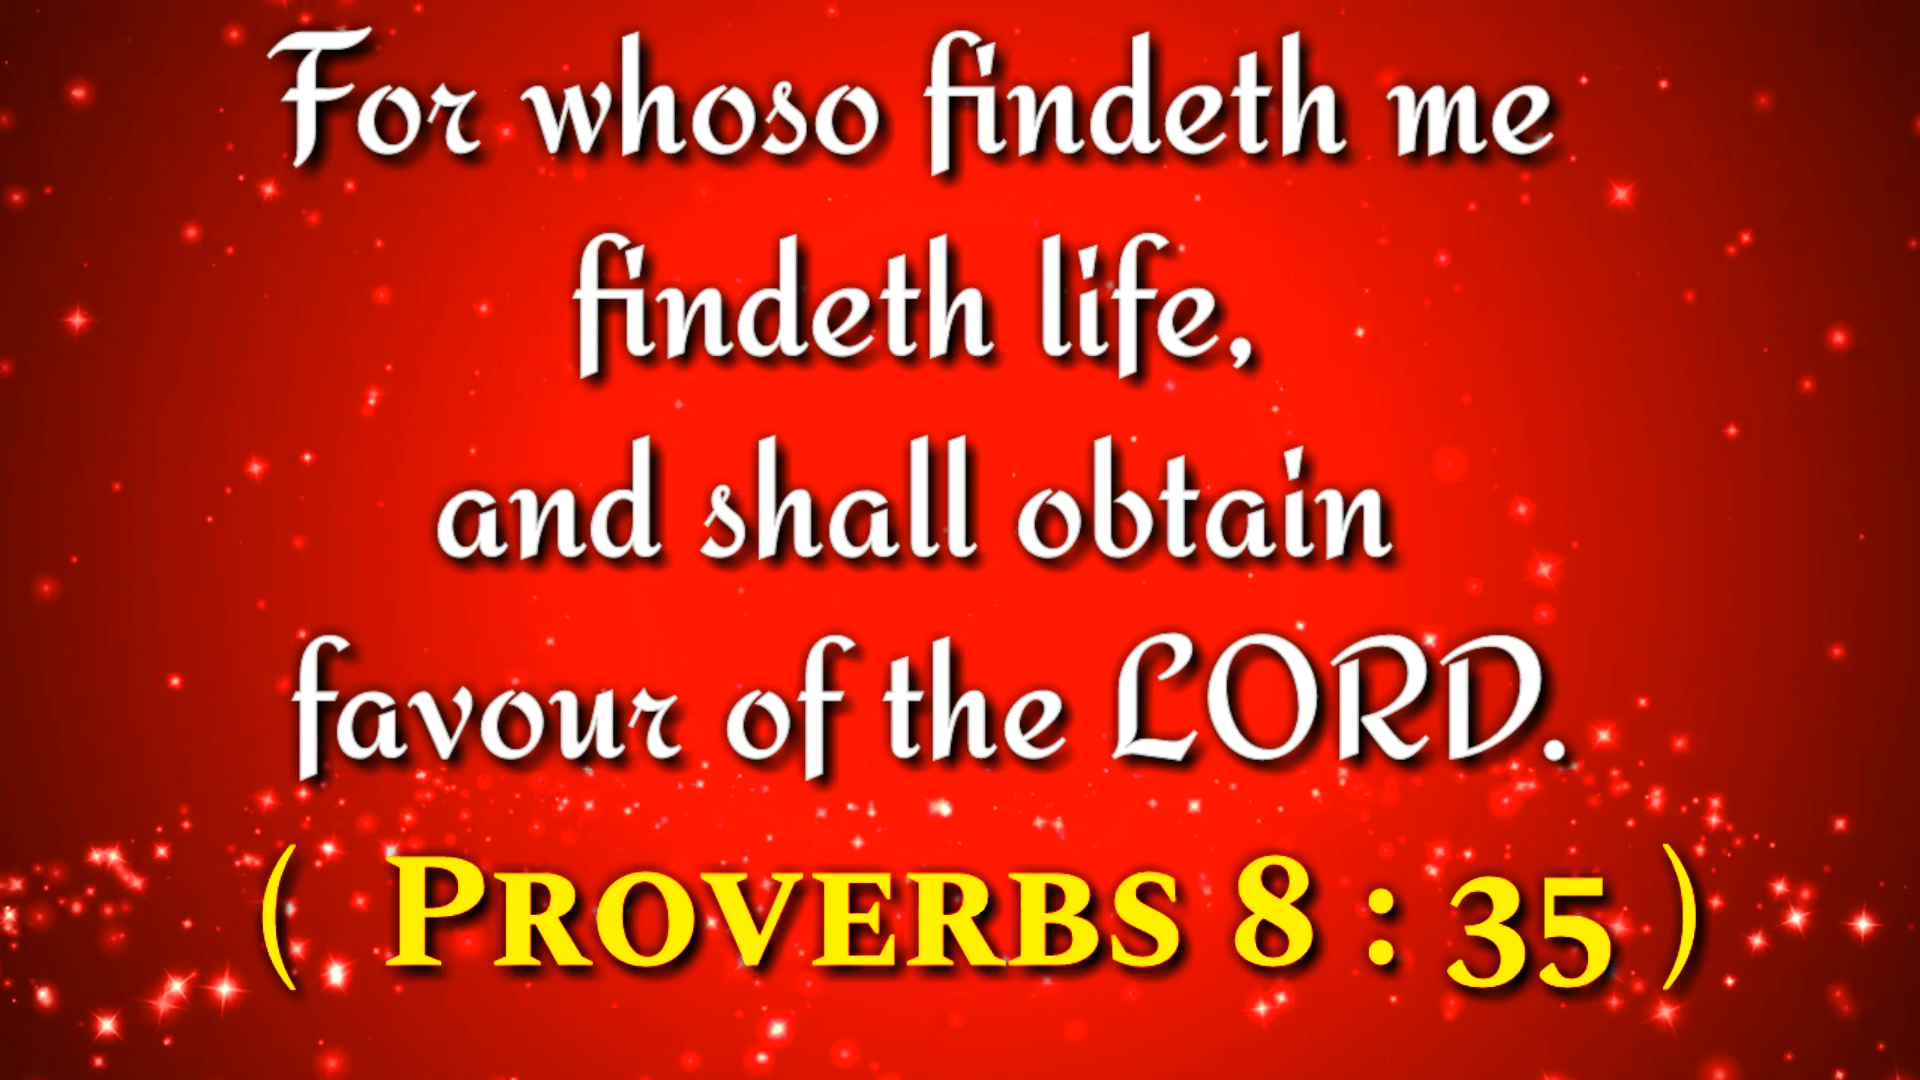 For whoso findeth me
findeth life,
and shall obtain
favour of the LORD.
( PROVERBS 8 : 35 )